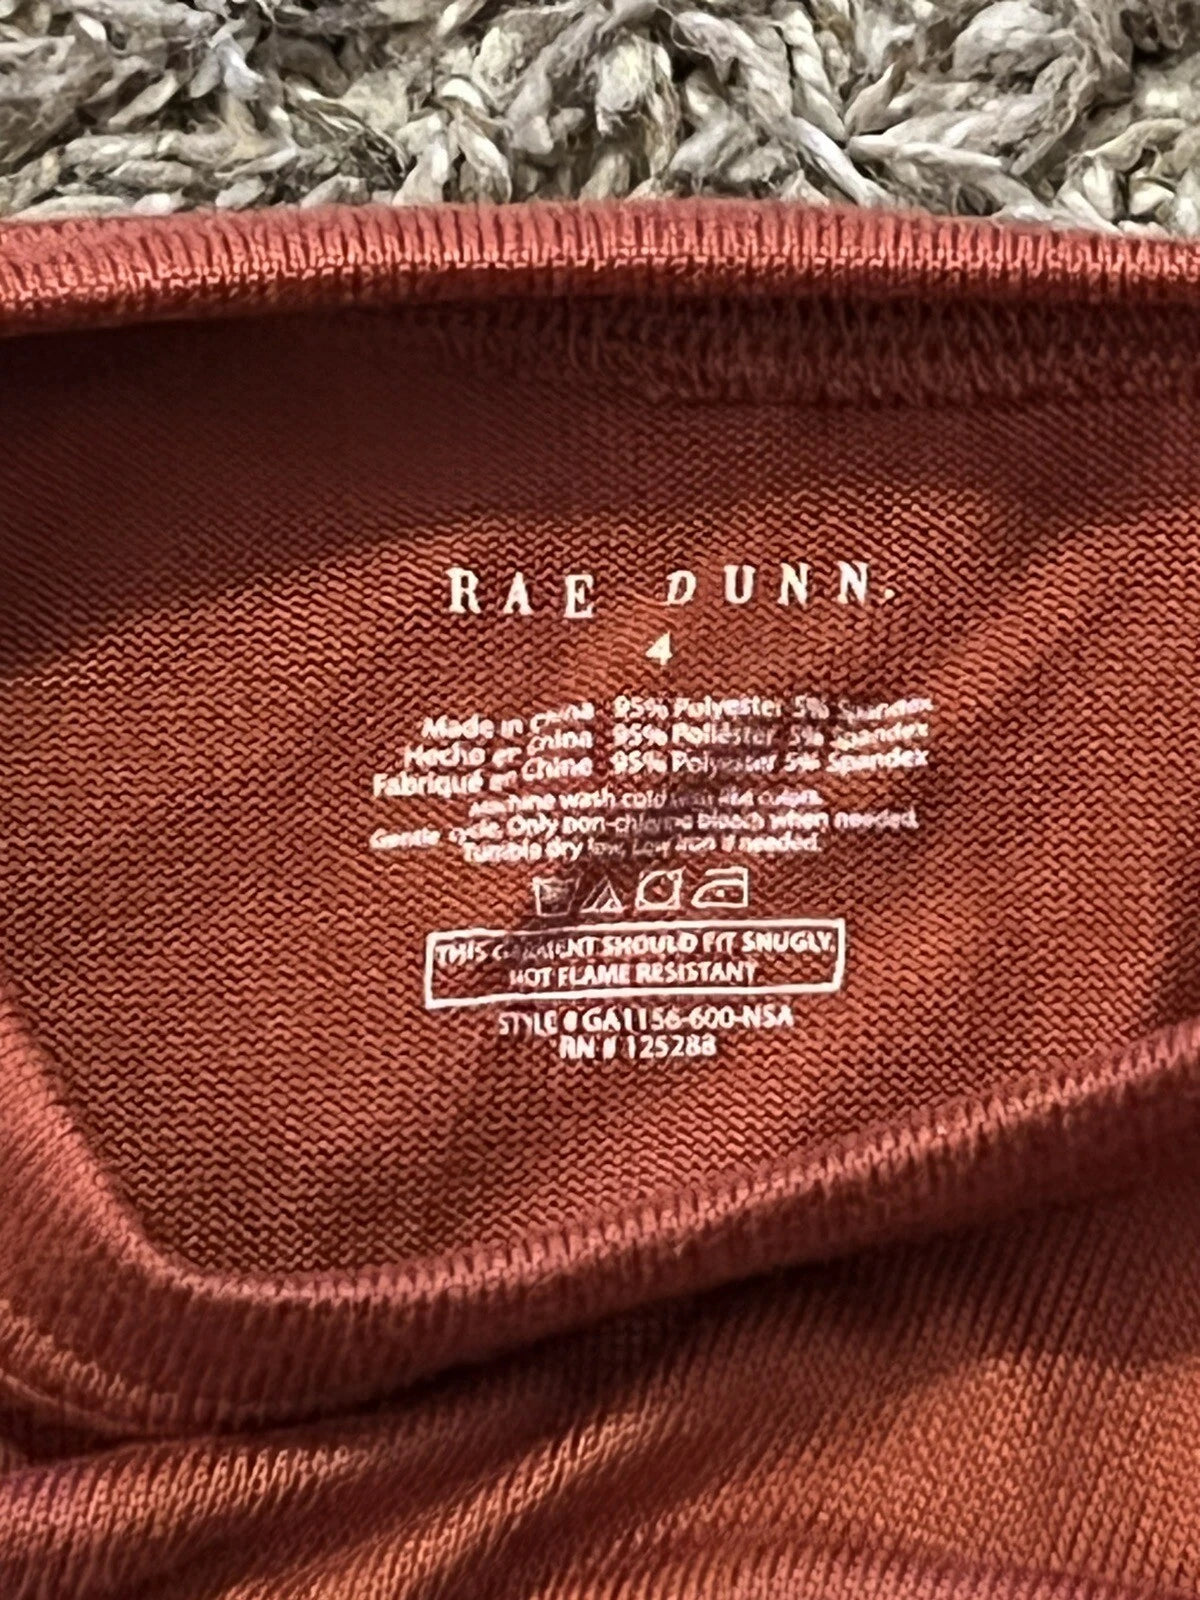 RAE DUNN.
4
Made in China 95% Polyester 5% Spandex
Hecho en China 95% Poliéster 5% Spandex
Fabriqué en Chine 95% Polyester 5% Spandex
Machine wash cold with like colors.
Gentle cycle. Only non-chlorine bleach when needed.
Tumble dry low, Low iron if needed.
THIS GARMENT SHOULD FIT SNUGLY.
NOT FLAME RESISTANT
STYLE # GA1156-600-NSA
RN # 125288